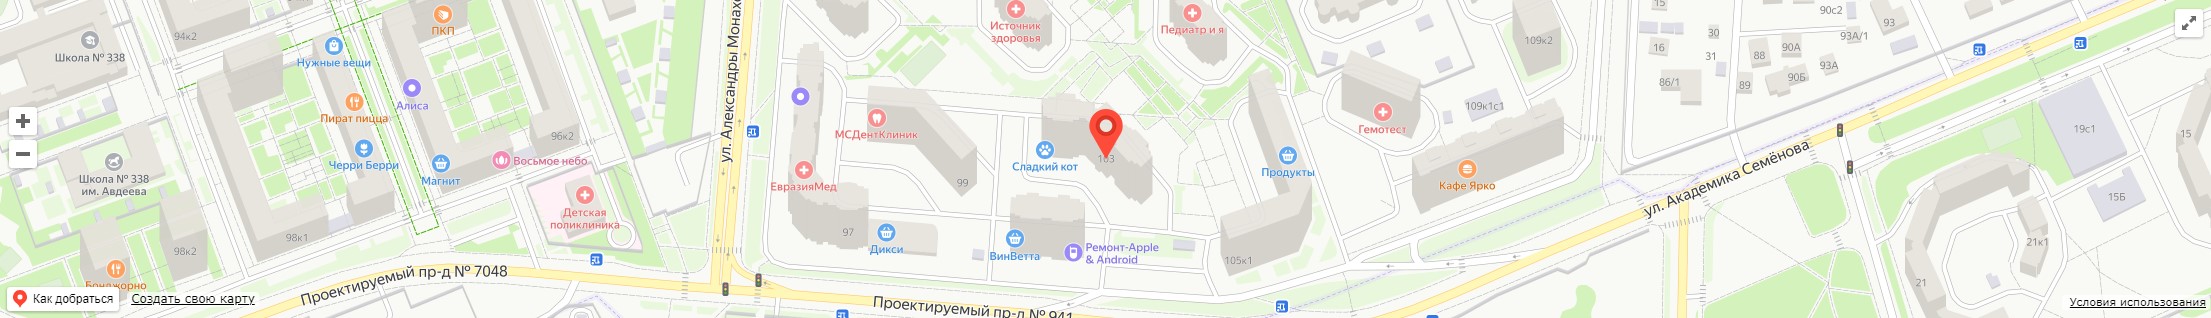 94к2
ПКП
Школа № 338
Нужные вещи
Алиса
Пират пицца
96к2
Черри Берри
Магнит
Восьмое небо
Школа № 338
им. Авдеева
Детская
поликлиника
98к1
98к2
Бонджорно
Проектируемый пр-д № 7048
Как добраться
Создать свою карту
ул. Александры Монахо
Источник
здоровья
Педиатр и я
МСДентКлиник
ЕвразияМед
99
97
Дикси
Сладкий кот
103
ВинВетта
Ремонт-Apple
& Android
Проектируемый пр-д № 941
Продукты
105к1
109к2
Гемотест
109к1с1
Кафе Ярко
ул. Академика Семёнова
15
16
30
31
86/1
88
89
90А
90Б
90с2
93
93А/1
93А
19с1
15
15Б
21к1
21
Условия использования